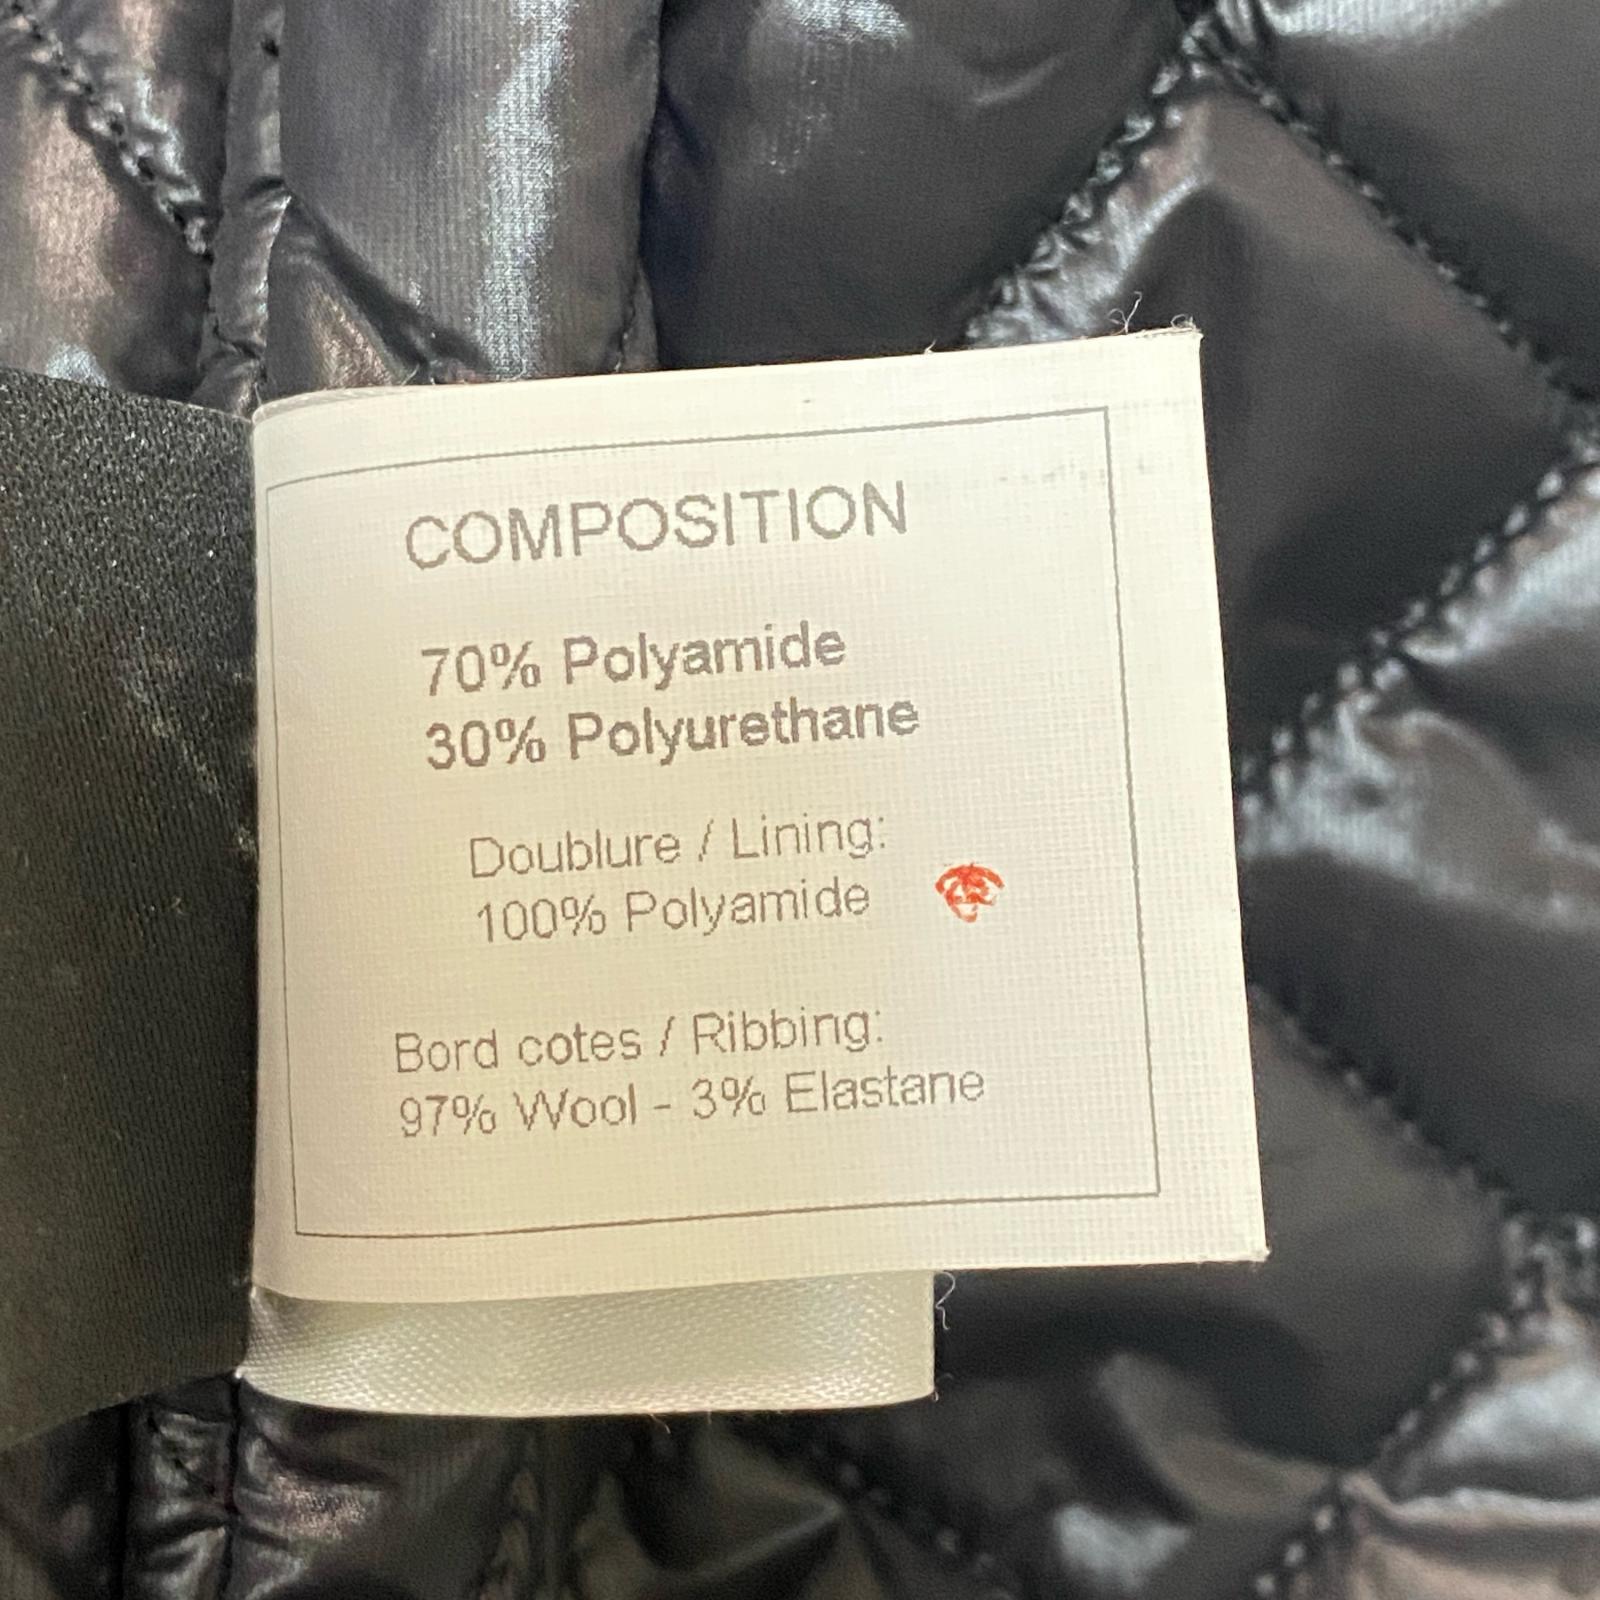 COMPOSITION
70% Polyamide
30% Polyurethane
Doublure / Lining:
100% Polyamide
Bord cotes / Ribbing:
97% Wool - 3% Elastane